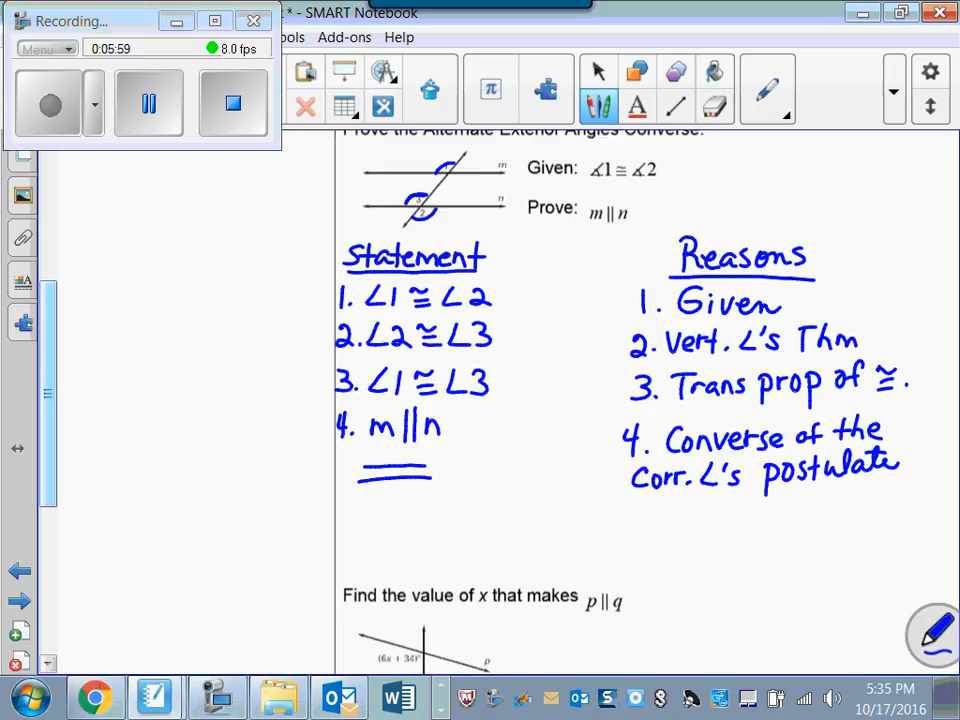 Recording...
* - SMART Notebook
Menu
0:05:59
8.0 fps
ols Add-ons Help
π
A
Prove the Alternate Exterior Angles Converse.
m
Given: ∡1 ≅ ∡2
3
n
2
Prove: m || n
Statement
Reasons
1. ∠1 ≅ ∠2
1. Given
2. ∠2 ≅ ∠3
2. Vert. ∠'s Thm
3. ∠1 ≅ ∠3
3. Trans prop of ≅.
4. m || n
4. Converse of the
Corr. ∠'s postulate
Find the value of x that makes p || q
(6x + 34)°
p
5:35 PM
10/17/2016